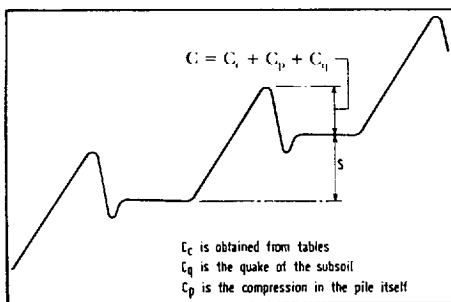 C = Cc + Cp + Cq
S
Cc is obtained from tables
Cq is the quake of the subsoil
Cp is the compression in the pile itself